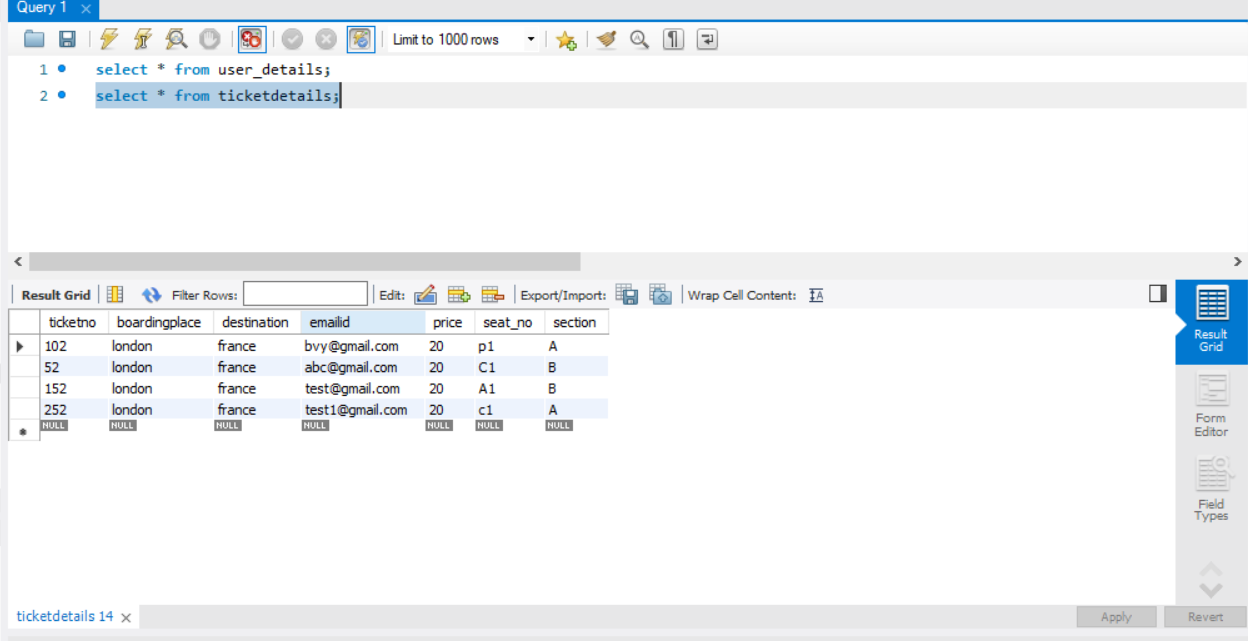 Query 1
Limit to 1000 rows
1 select * from user_details;
2 select * from ticketdetails;
Result Grid Filter Rows: Edit: Export/Import: Wrap Cell Content: IA
ticketno boardingplace destination emailid price seat_no section
102 london france bvy@gmail.com 20 p1 A
52 london france abc@gmail.com 20 C1 B
152 london france test@gmail.com 20 A1 B
252 london france test1@gmail.com 20 c1 A
NULL NULL NULL NULL NULL NULL NULL
Result
Grid
Form
Editor
Field
Types
ticketdetails 14
Apply Revert